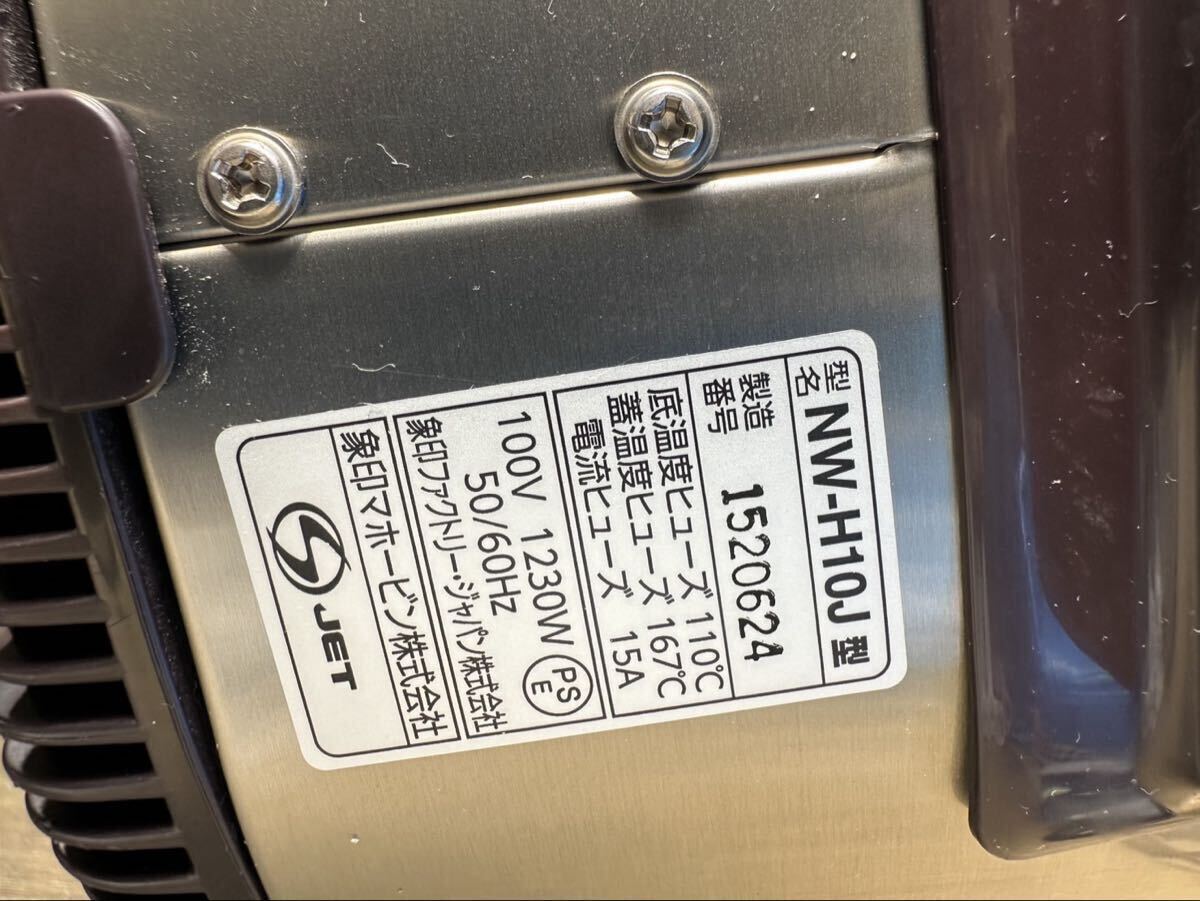 型名 NW-H10J 型
製造番号 1520624
底温度ヒューズ 110℃
蓋温度ヒューズ 167℃
電流ヒューズ 15A
100V 1230W
50/60Hz
PS
E
象印ファクトリー・ジャパン株式会社
象印マホービン株式会社
S JET